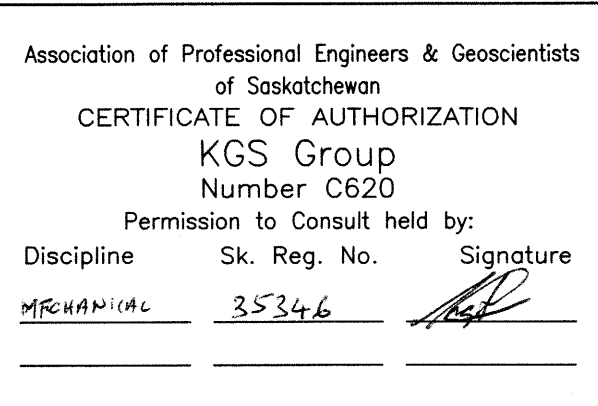 Association of Professional Engineers & Geoscientists
of Saskatchewan
CERTIFICATE OF AUTHORIZATION
KGS Group
Number C620
Permission to Consult held by:
Discipline Sk. Reg. No. Signature
MECHANICAL 35346